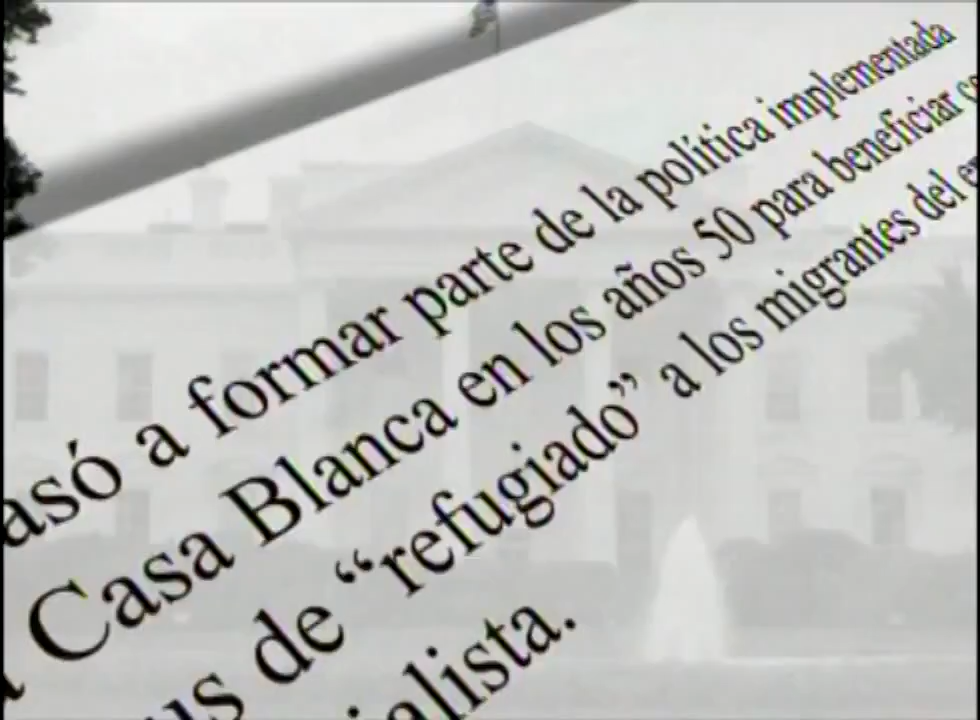 asó a formar parte de la política implementada
Casa Blanca en los años 50 para beneficiar
de “refugiado” a los migrantes del